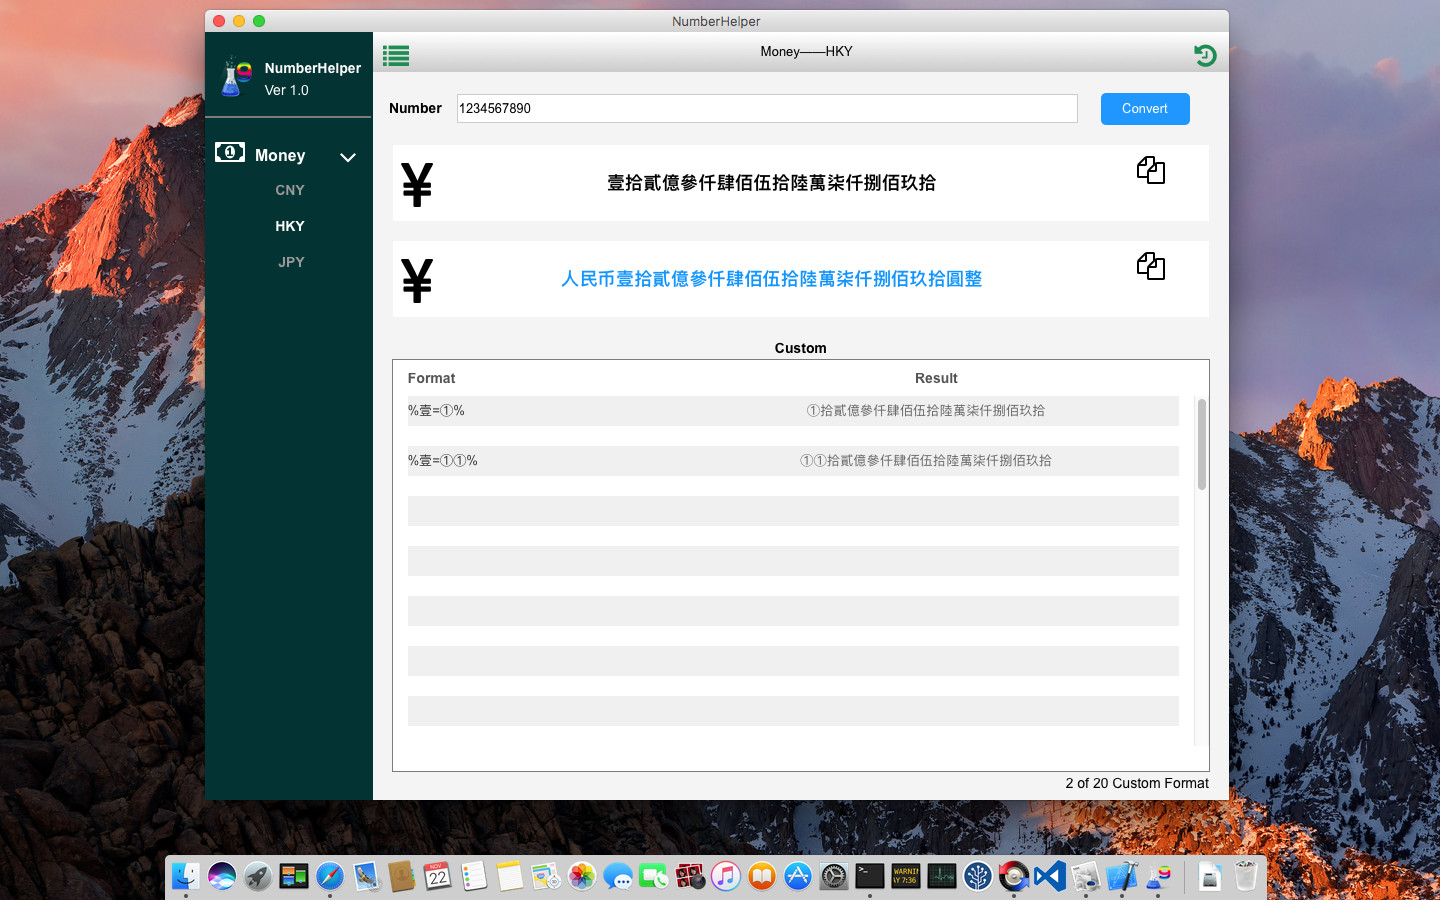 NumberHelper
NumberHelper
Ver 1.0
Money
CNY
HKY
JPY
Money——HKY
Number
1234567890
Convert
壹拾貳億參仟肆佰伍拾陸萬柒仟捌佰玖拾
人民币壹拾貳億參仟肆佰伍拾陸萬柒仟捌佰玖拾圓整
Custom
Format Result
%壹=①% ①拾貳億參仟肆佰伍拾陸萬柒仟捌佰玖拾
%壹=①①% ①①拾貳億參仟肆佰伍拾陸萬柒仟捌佰玖拾
2 of 20 Custom Format
NOV
22